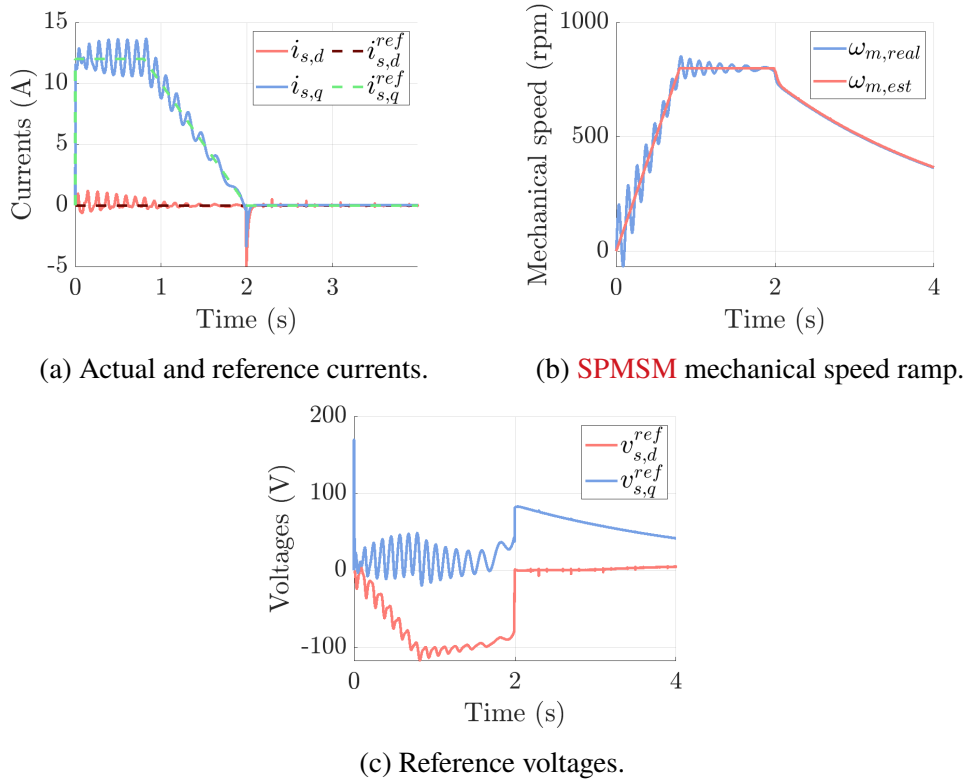 15
10
5
0
-5
0 1 2 3
Currents (A)
Time (s)
i_{s,d} i_{s,d}^{ref}
i_{s,q} i_{s,q}^{ref}
(a) Actual and reference currents.
1000
500
0
0 2 4
Mechanical speed (rpm)
Time (s)
ω_{m,real}
ω_{m,est}
(b) SPMSM mechanical speed ramp.
200
100
0
-100
0 2 4
Voltages (V)
Time (s)
v_{s,d}^{ref}
v_{s,q}^{ref}
(c) Reference voltages.